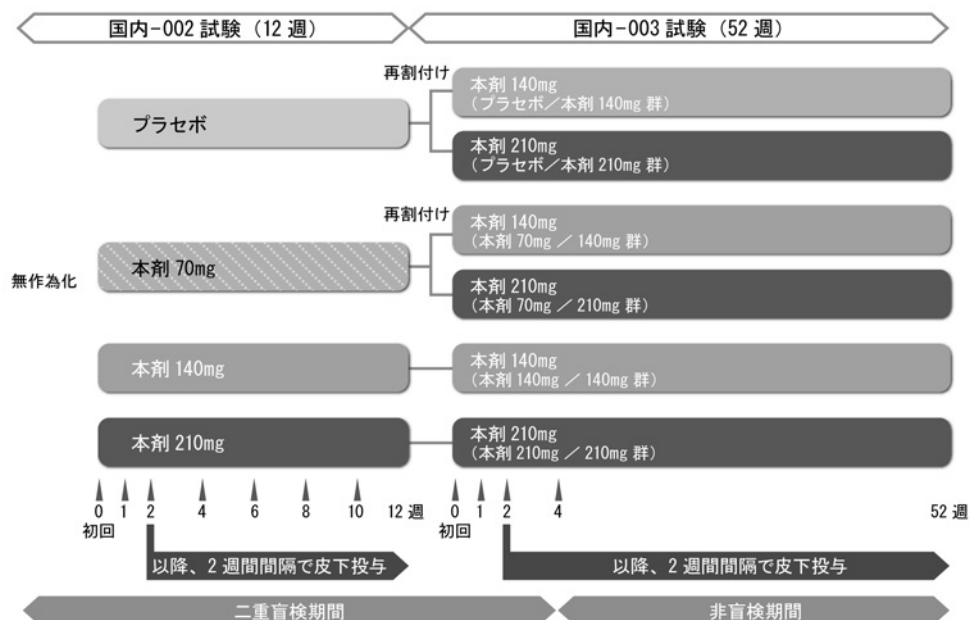 国内-002 試験（12 週）
国内-003 試験（52 週）
再割付け
プラセボ
本剤 140mg
（プラセボ／本剤 140mg 群）
本剤 210mg
（プラセボ／本剤 210mg 群）
再割付け
無作為化
本剤 70mg
本剤 140mg
（本剤 70mg ／ 140mg 群）
本剤 210mg
（本剤 70mg ／ 210mg 群）
本剤 140mg
本剤 140mg
（本剤 140mg ／ 140mg 群）
本剤 210mg
本剤 210mg
（本剤 210mg ／ 210mg 群）
0 1 2 4 6 8 10 12 週
初回
0 1 2 4 52 週
初回
以降、2 週間間隔で皮下投与
以降、2 週間間隔で皮下投与
二重盲検期間
非盲検期間